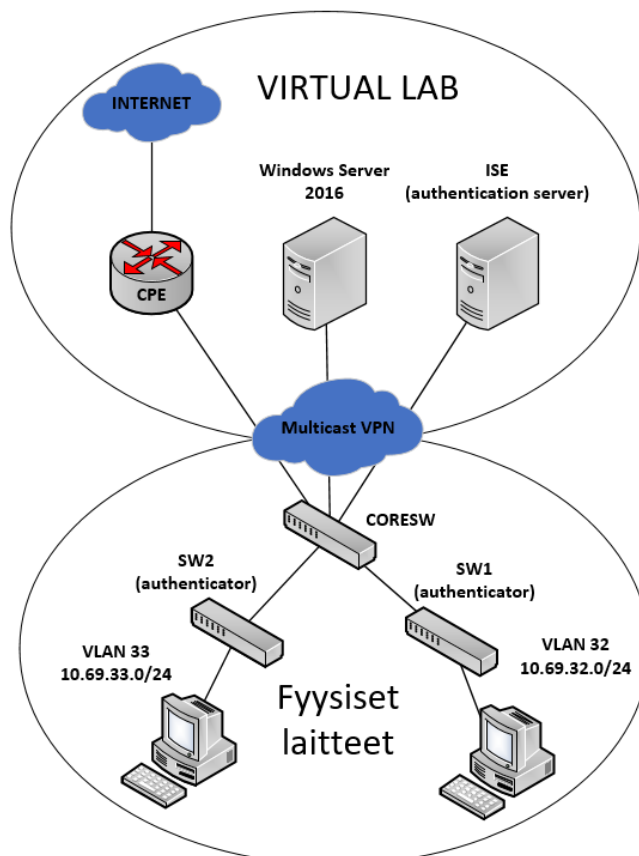 VIRTUAL LAB
INTERNET
Windows Server
2016
ISE
(authentication server)
CPE
Multicast VPN
CORESW
SW2
(authenticator)
SW1
(authenticator)
VLAN 33
10.69.33.0/24
VLAN 32
10.69.32.0/24
Fyysiset
laitteet